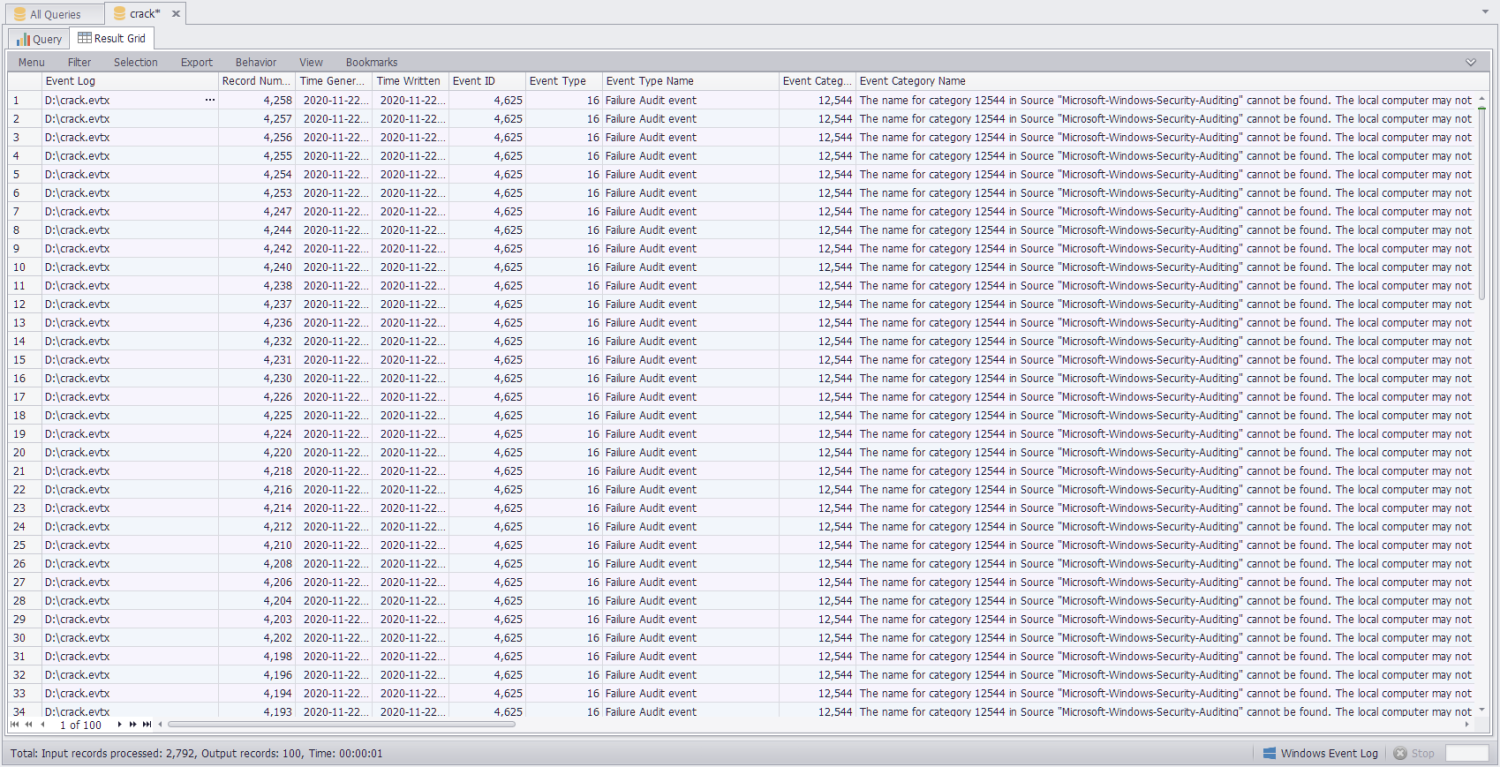 All Queries crack*
Query Result Grid
Menu Filter Selection Export Behavior View Bookmarks
Event Log Record Num... Time Gener... Time Written Event ID Event Type Event Type Name Event Categ... Event Category Name
1 D:\crack.evtx ... 4,258 2020-11-22... 2020-11-22... 4,625 16 Failure Audit event 12,544 The name for category 12544 in Source "Microsoft-Windows-Security-Auditing" cannot be found. The local computer may not
2 D:\crack.evtx 4,257 2020-11-22... 2020-11-22... 4,625 16 Failure Audit event 12,544 The name for category 12544 in Source "Microsoft-Windows-Security-Auditing" cannot be found. The local computer may not
3 D:\crack.evtx 4,256 2020-11-22... 2020-11-22... 4,625 16 Failure Audit event 12,544 The name for category 12544 in Source "Microsoft-Windows-Security-Auditing" cannot be found. The local computer may not
4 D:\crack.evtx 4,255 2020-11-22... 2020-11-22... 4,625 16 Failure Audit event 12,544 The name for category 12544 in Source "Microsoft-Windows-Security-Auditing" cannot be found. The local computer may not
5 D:\crack.evtx 4,254 2020-11-22... 2020-11-22... 4,625 16 Failure Audit event 12,544 The name for category 12544 in Source "Microsoft-Windows-Security-Auditing" cannot be found. The local computer may not
6 D:\crack.evtx 4,253 2020-11-22... 2020-11-22... 4,625 16 Failure Audit event 12,544 The name for category 12544 in Source "Microsoft-Windows-Security-Auditing" cannot be found. The local computer may not
7 D:\crack.evtx 4,247 2020-11-22... 2020-11-22... 4,625 16 Failure Audit event 12,544 The name for category 12544 in Source "Microsoft-Windows-Security-Auditing" cannot be found. The local computer may not
8 D:\crack.evtx 4,244 2020-11-22... 2020-11-22... 4,625 16 Failure Audit event 12,544 The name for category 12544 in Source "Microsoft-Windows-Security-Auditing" cannot be found. The local computer may not
9 D:\crack.evtx 4,242 2020-11-22... 2020-11-22... 4,625 16 Failure Audit event 12,544 The name for category 12544 in Source "Microsoft-Windows-Security-Auditing" cannot be found. The local computer may not
10 D:\crack.evtx 4,240 2020-11-22... 2020-11-22... 4,625 16 Failure Audit event 12,544 The name for category 12544 in Source "Microsoft-Windows-Security-Auditing" cannot be found. The local computer may not
11 D:\crack.evtx 4,238 2020-11-22... 2020-11-22... 4,625 16 Failure Audit event 12,544 The name for category 12544 in Source "Microsoft-Windows-Security-Auditing" cannot be found. The local computer may not
12 D:\crack.evtx 4,237 2020-11-22... 2020-11-22... 4,625 16 Failure Audit event 12,544 The name for category 12544 in Source "Microsoft-Windows-Security-Auditing" cannot be found. The local computer may not
13 D:\crack.evtx 4,236 2020-11-22... 2020-11-22... 4,625 16 Failure Audit event 12,544 The name for category 12544 in Source "Microsoft-Windows-Security-Auditing" cannot be found. The local computer may not
14 D:\crack.evtx 4,232 2020-11-22... 2020-11-22... 4,625 16 Failure Audit event 12,544 The name for category 12544 in Source "Microsoft-Windows-Security-Auditing" cannot be found. The local computer may not
15 D:\crack.evtx 4,231 2020-11-22... 2020-11-22... 4,625 16 Failure Audit event 12,544 The name for category 12544 in Source "Microsoft-Windows-Security-Auditing" cannot be found. The local computer may not
16 D:\crack.evtx 4,230 2020-11-22... 2020-11-22... 4,625 16 Failure Audit event 12,544 The name for category 12544 in Source "Microsoft-Windows-Security-Auditing" cannot be found. The local computer may not
17 D:\crack.evtx 4,226 2020-11-22... 2020-11-22... 4,625 16 Failure Audit event 12,544 The name for category 12544 in Source "Microsoft-Windows-Security-Auditing" cannot be found. The local computer may not
18 D:\crack.evtx 4,225 2020-11-22... 2020-11-22... 4,625 16 Failure Audit event 12,544 The name for category 12544 in Source "Microsoft-Windows-Security-Auditing" cannot be found. The local computer may not
19 D:\crack.evtx 4,224 2020-11-22... 2020-11-22... 4,625 16 Failure Audit event 12,544 The name for category 12544 in Source "Microsoft-Windows-Security-Auditing" cannot be found. The local computer may not
20 D:\crack.evtx 4,220 2020-11-22... 2020-11-22... 4,625 16 Failure Audit event 12,544 The name for category 12544 in Source "Microsoft-Windows-Security-Auditing" cannot be found. The local computer may not
21 D:\crack.evtx 4,218 2020-11-22... 2020-11-22... 4,625 16 Failure Audit event 12,544 The name for category 12544 in Source "Microsoft-Windows-Security-Auditing" cannot be found. The local computer may not
22 D:\crack.evtx 4,216 2020-11-22... 2020-11-22... 4,625 16 Failure Audit event 12,544 The name for category 12544 in Source "Microsoft-Windows-Security-Auditing" cannot be found. The local computer may not
23 D:\crack.evtx 4,214 2020-11-22... 2020-11-22... 4,625 16 Failure Audit event 12,544 The name for category 12544 in Source "Microsoft-Windows-Security-Auditing" cannot be found. The local computer may not
24 D:\crack.evtx 4,212 2020-11-22... 2020-11-22... 4,625 16 Failure Audit event 12,544 The name for category 12544 in Source "Microsoft-Windows-Security-Auditing" cannot be found. The local computer may not
25 D:\crack.evtx 4,210 2020-11-22... 2020-11-22... 4,625 16 Failure Audit event 12,544 The name for category 12544 in Source "Microsoft-Windows-Security-Auditing" cannot be found. The local computer may not
26 D:\crack.evtx 4,208 2020-11-22... 2020-11-22... 4,625 16 Failure Audit event 12,544 The name for category 12544 in Source "Microsoft-Windows-Security-Auditing" cannot be found. The local computer may not
27 D:\crack.evtx 4,206 2020-11-22... 2020-11-22... 4,625 16 Failure Audit event 12,544 The name for category 12544 in Source "Microsoft-Windows-Security-Auditing" cannot be found. The local computer may not
28 D:\crack.evtx 4,204 2020-11-22... 2020-11-22... 4,625 16 Failure Audit event 12,544 The name for category 12544 in Source "Microsoft-Windows-Security-Auditing" cannot be found. The local computer may not
29 D:\crack.evtx 4,203 2020-11-22... 2020-11-22... 4,625 16 Failure Audit event 12,544 The name for category 12544 in Source "Microsoft-Windows-Security-Auditing" cannot be found. The local computer may not
30 D:\crack.evtx 4,202 2020-11-22... 2020-11-22... 4,625 16 Failure Audit event 12,544 The name for category 12544 in Source "Microsoft-Windows-Security-Auditing" cannot be found. The local computer may not
31 D:\crack.evtx 4,198 2020-11-22... 2020-11-22... 4,625 16 Failure Audit event 12,544 The name for category 12544 in Source "Microsoft-Windows-Security-Auditing" cannot be found. The local computer may not
32 D:\crack.evtx 4,196 2020-11-22... 2020-11-22... 4,625 16 Failure Audit event 12,544 The name for category 12544 in Source "Microsoft-Windows-Security-Auditing" cannot be found. The local computer may not
33 D:\crack.evtx 4,194 2020-11-22... 2020-11-22... 4,625 16 Failure Audit event 12,544 The name for category 12544 in Source "Microsoft-Windows-Security-Auditing" cannot be found. The local computer may not
34 D:\crack.evtx 4,193 2020-11-22... 2020-11-22... 4,625 16 Failure Audit event 12,544 The name for category 12544 in Source "Microsoft-Windows-Security-Auditing" cannot be found. The local computer may not
1 of 100
Total: Input records processed: 2,792, Output records: 100, Time: 00:00:01 Windows Event Log Stop